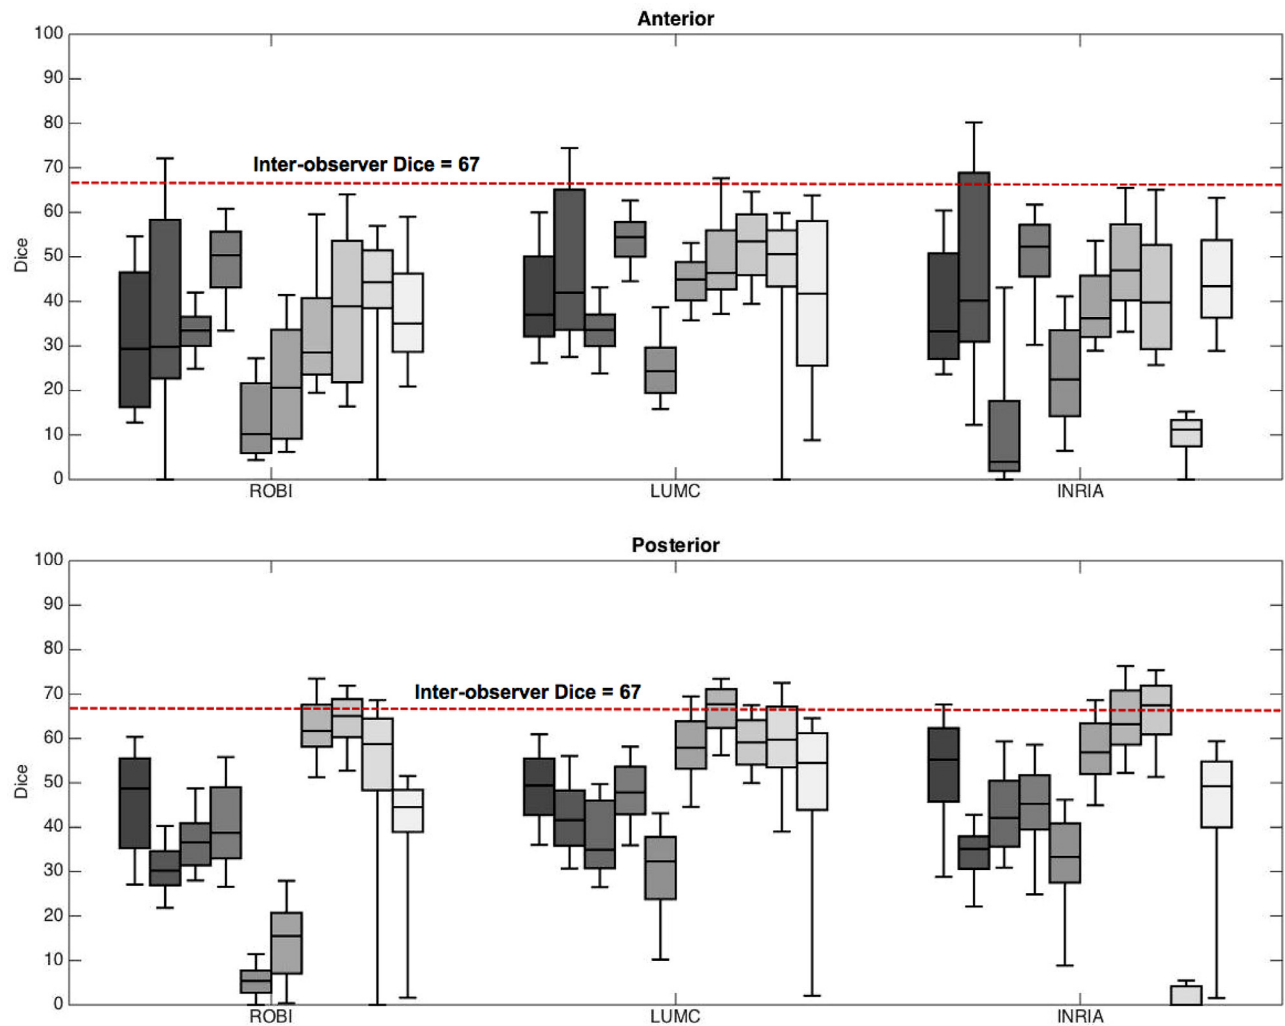 Anterior
100
90
80
70
60
50
40
30
20
10
0
Dice
Inter-observer Dice = 67
ROBI LUMC INRIA
Posterior
100
90
80
70
60
50
40
30
20
10
0
Dice
Inter-observer Dice = 67
ROBI LUMC INRIA